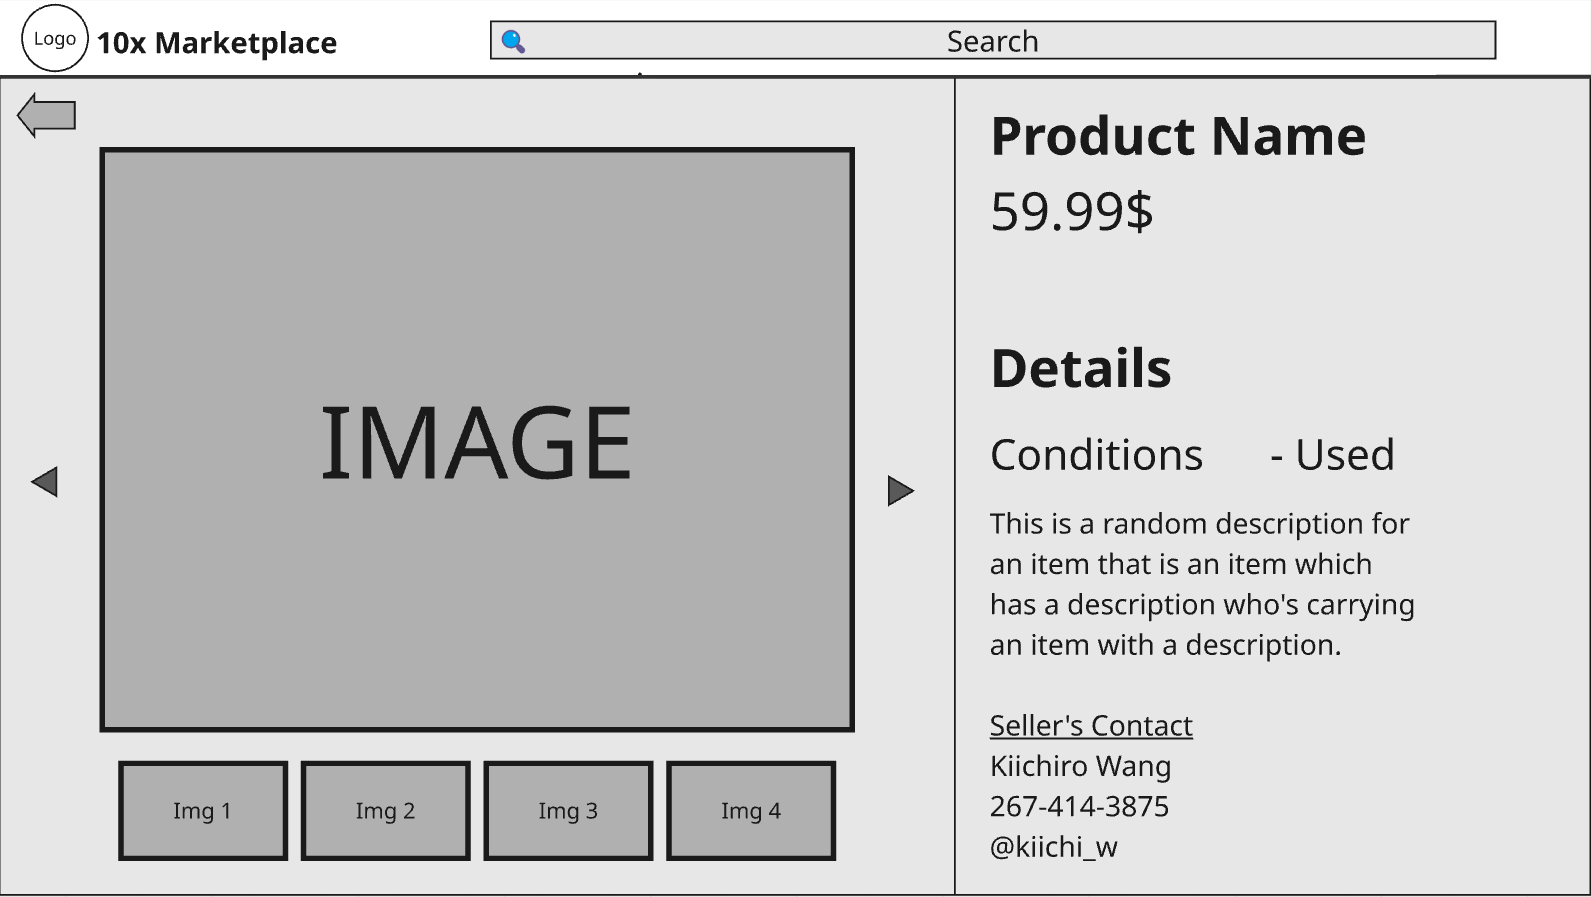 Logo
10x Marketplace
Search
Product Name
59.99$
IMAGE
Details
Conditions - Used
This is a random description for
an item that is an item which
has a description who's carrying
an item with a description.
Seller's Contact
Kiichiro Wang
267-414-3875
@kiichi_w
Img 1
Img 2
Img 3
Img 4